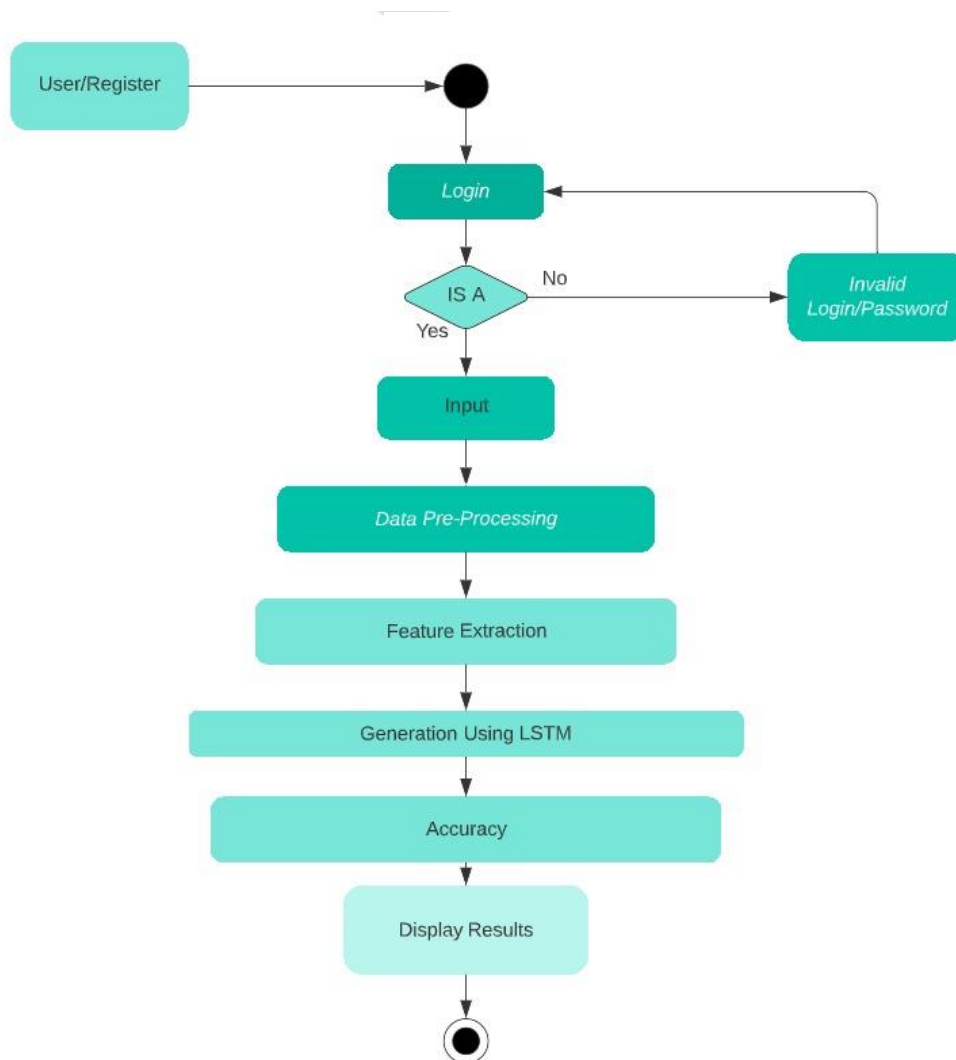 User/Register
Login
IS A
No
Invalid
Login/Password
Yes
Input
Data Pre-Processing
Feature Extraction
Generation Using LSTM
Accuracy
Display Results